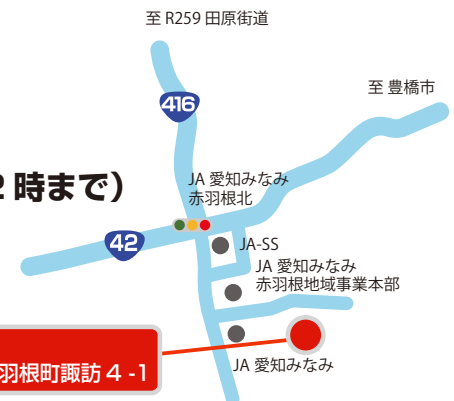 至 R259 田原街道
416
至 豊橋市
2 時まで）
JA 愛知みなみ
赤羽根北
42
JA-SS
JA 愛知みなみ
赤羽根地域事業本部
羽根町諏訪 4 -1
JA 愛知みなみ